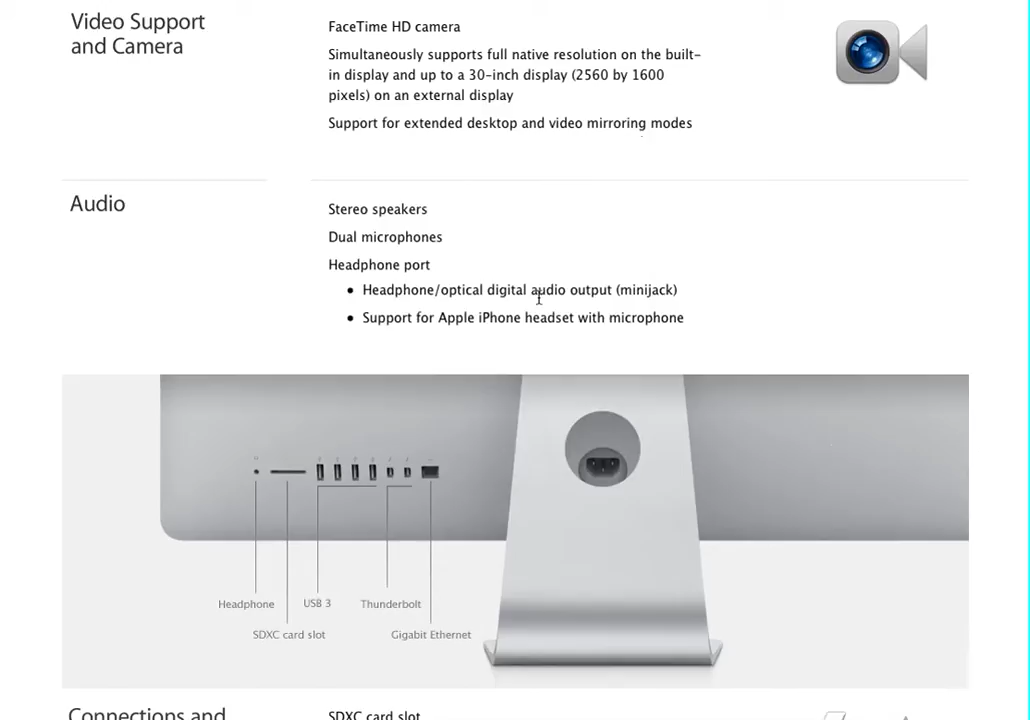 Video Support
and Camera
FaceTime HD camera
Simultaneously supports full native resolution on the built-
in display and up to a 30-inch display (2560 by 1600
pixels) on an external display
Support for extended desktop and video mirroring modes
Audio
Stereo speakers
Dual microphones
Headphone port
• Headphone/optical digital audio output (minijack)
• Support for Apple iPhone headset with microphone
Headphone
USB 3
Thunderbolt
SDXC card slot
Gigabit Ethernet
Connections and
SDXC card slot